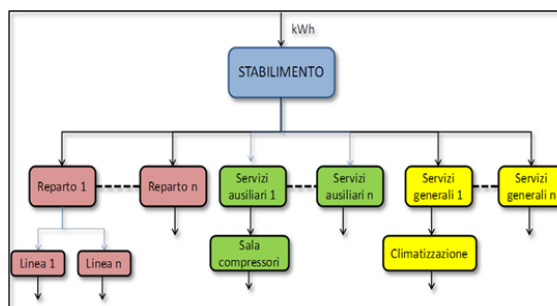 kWh
STABILIMENTO
Reparto 1
Reparto n
Servizi
ausiliari 1
Servizi
ausiliari n
Servizi
generali 1
Servizi
generali n
Linea 1
Linea n
Sala
compressori
Climatizzazione